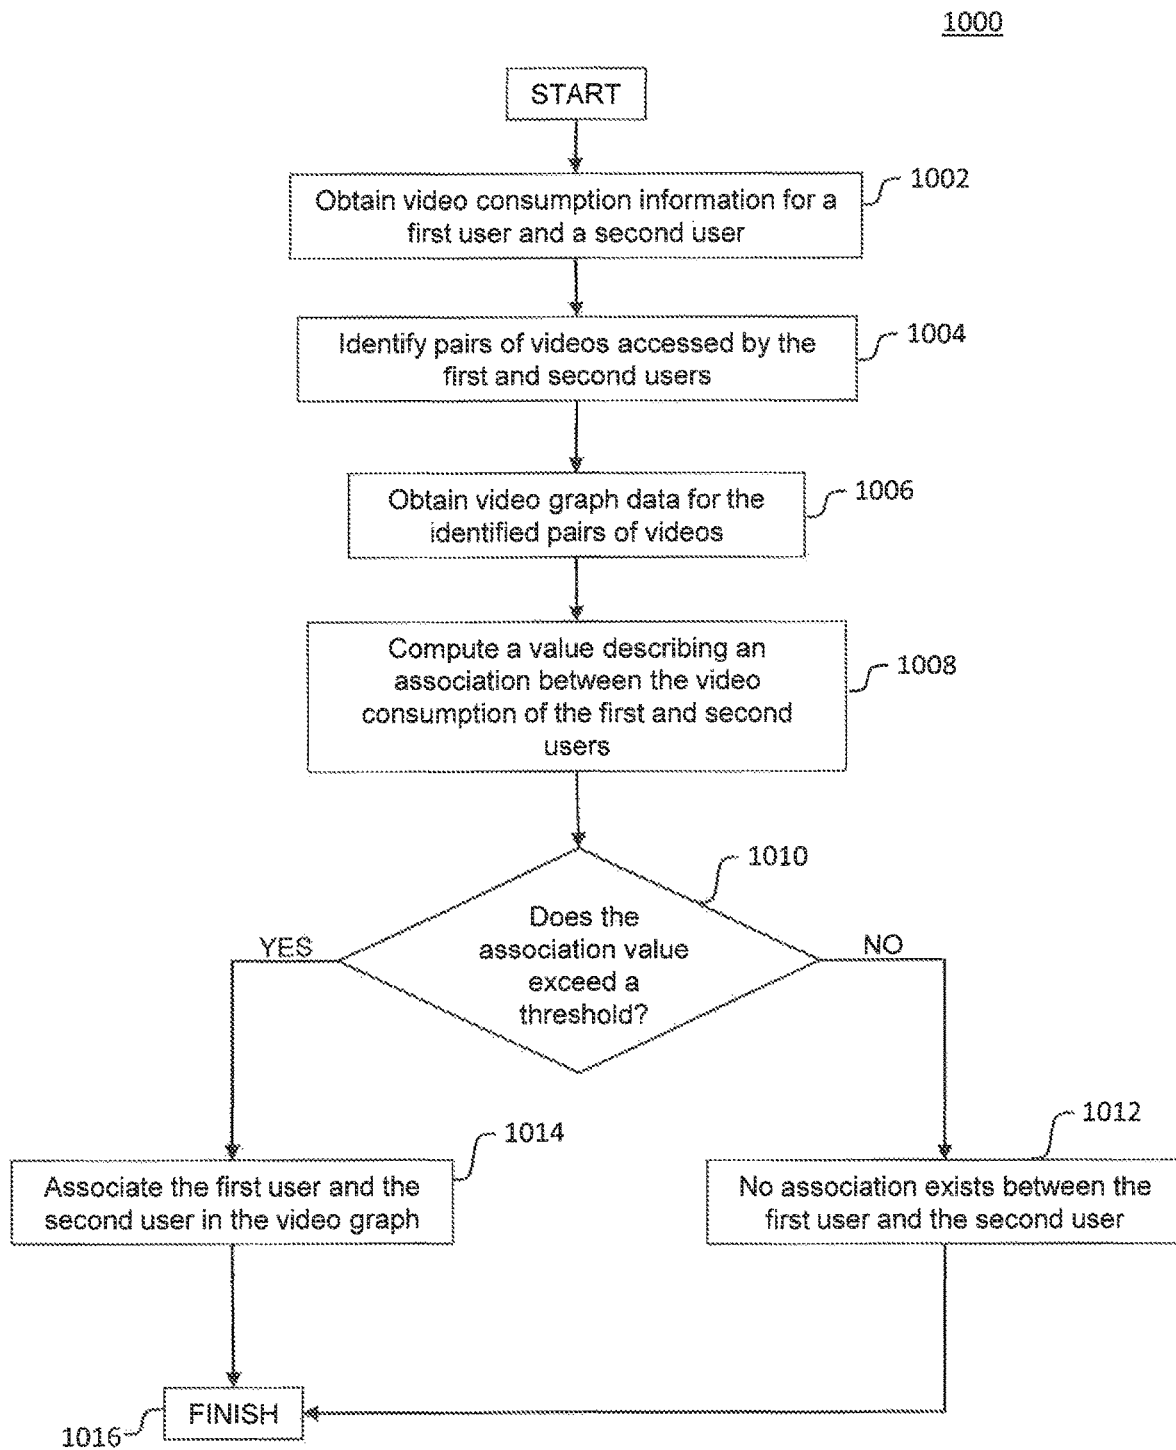 1000
START
1002
Obtain video consumption information for a
first user and a second user
1004
Identify pairs of videos accessed by the
first and second users
1006
Obtain video graph data for the
identified pairs of videos
1008
Compute a value describing an
association between the video
consumption of the first and second
users
1010
Does the
association value
exceed a
threshold?
YES
NO
1014
Associate the first user and the
second user in the video graph
1012
No association exists between the
first user and the second user
FINISH
1016